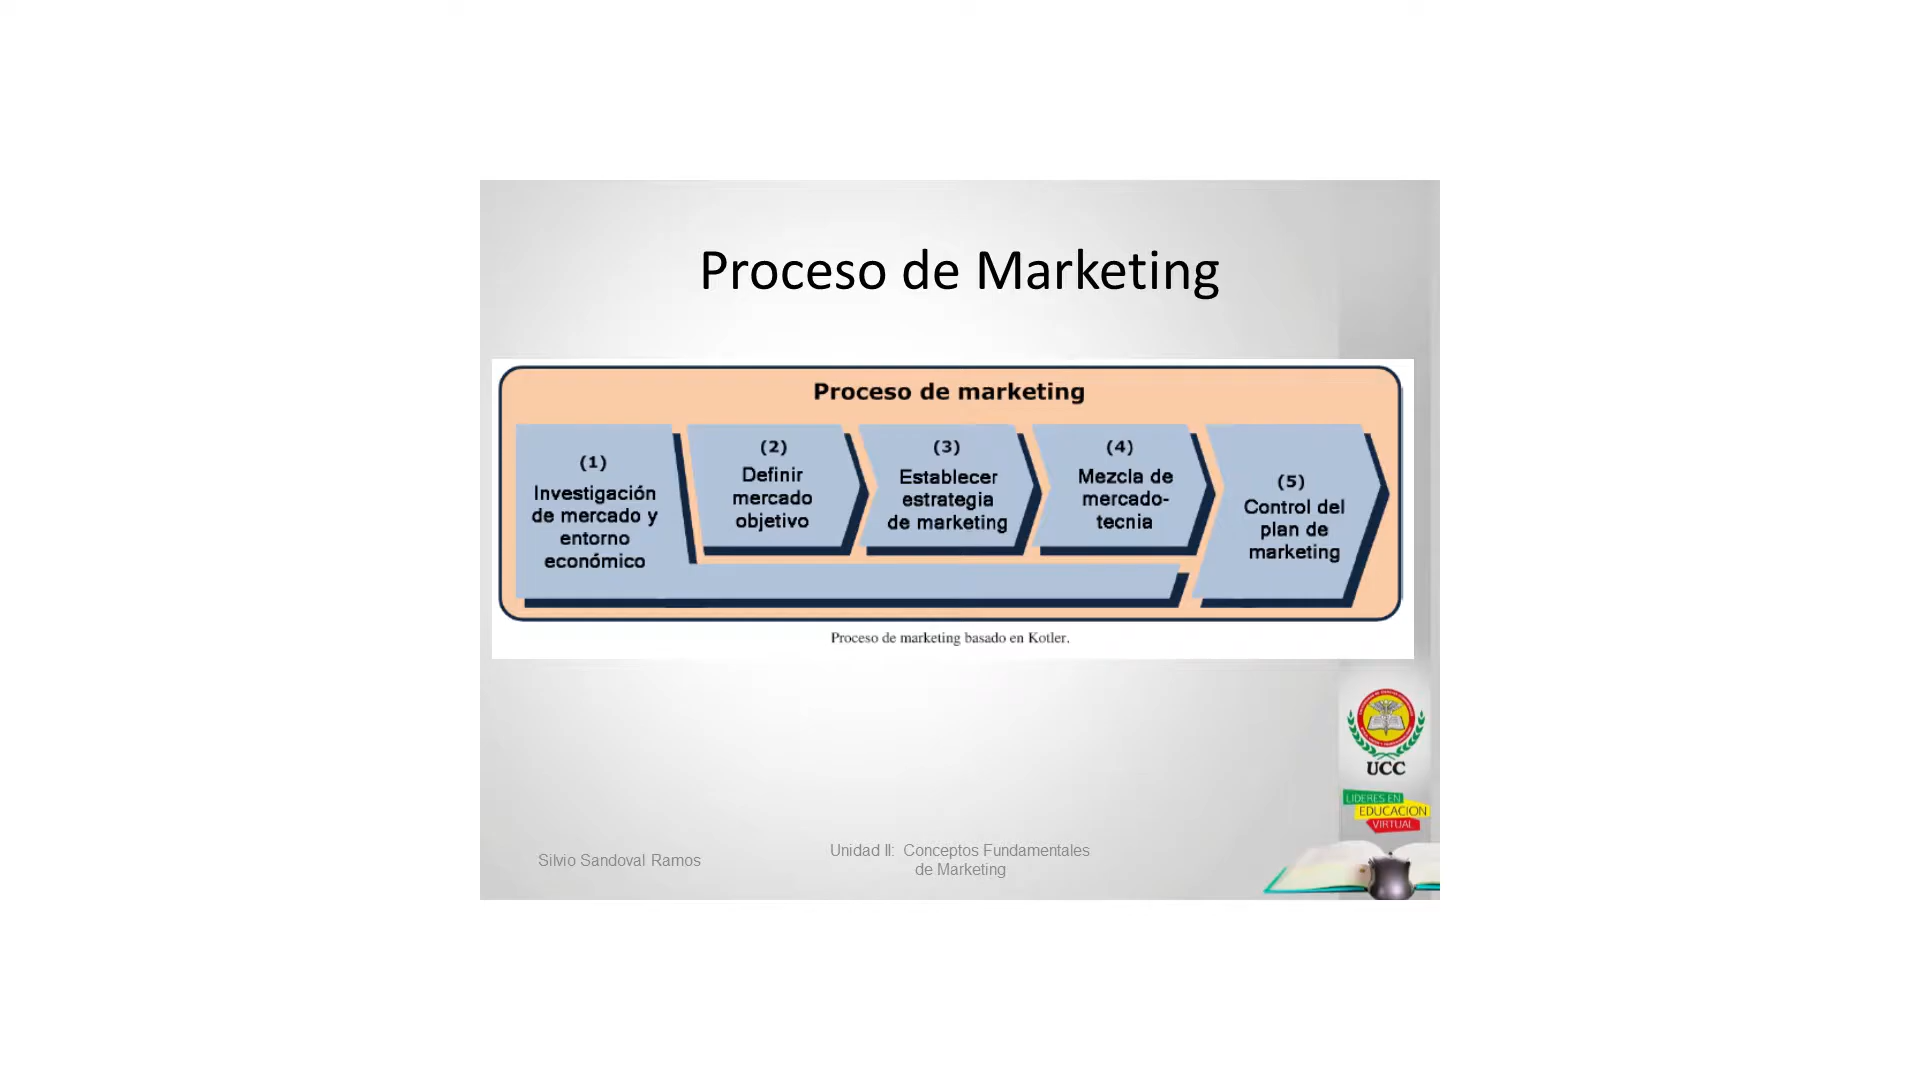 Proceso de Marketing
Proceso de marketing
(1)
Investigación
de mercado y
entorno
económico
(2)
Definir
mercado
objetivo
(3)
Establecer
estrategia
de marketing
(4)
Mezcla de
mercado-
tecnia
(5)
Control del
plan de
marketing
Proceso de marketing basado en Kotler.
UCC
LIDERES EN
EDUCACION
VIRTUAL
Silvio Sandoval Ramos
Unidad II: Conceptos Fundamentales
de Marketing